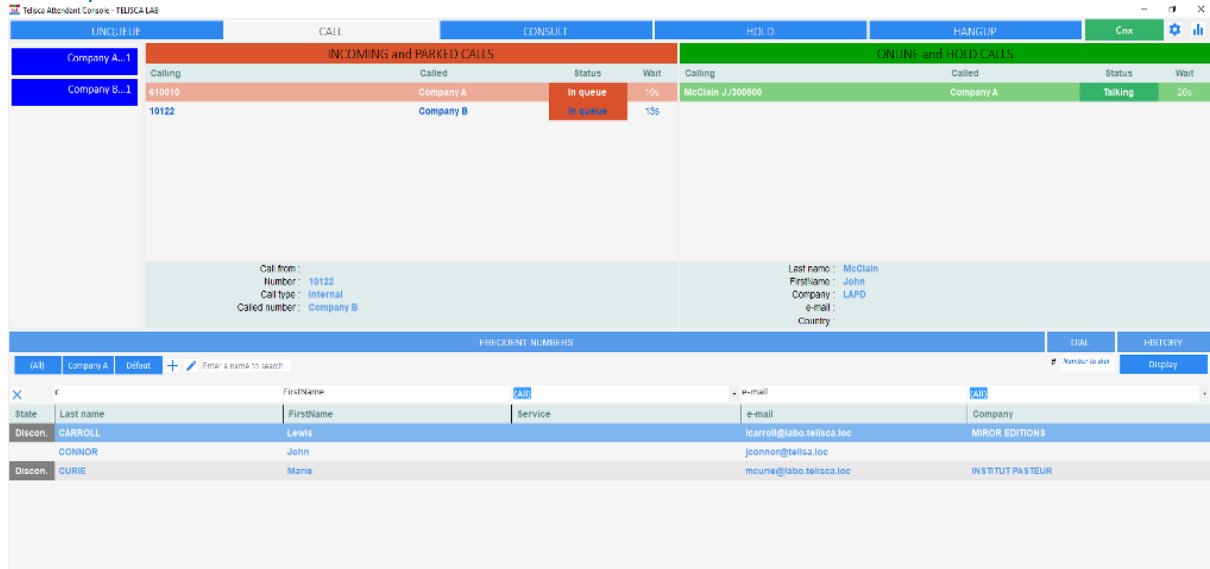 Telisca Attendant Console - TELISCA LAB
UNQUEUE CALL CONSULT HOLD HANGUP Cnx
Company A...1 INCOMING and PARKED CALLS ONLINE and HOLD CALLS
Calling Called Status Wait Calling Called Status Wait
Company B...1 610010 Company A In queue 19s McClain J./300500 Company A Talking 28s
10122 Company B In queue 13s
Call from : Last name : McClain
Number : 10122 FirstName : John
Call type : Internal Company : LAPD
Called number : Company B e-mail :
Country :
FREQUENT NUMBERS DIAL HISTORY
(All) Company A Défaut Enter a name to search # Number to dial Display
c FirstName (All) e-mail (All)
State Last name FirstName Service e-mail Company
Discon. CARROLL Lewis lcarroll@labo.telisca.loc MIROR EDITIONS
CONNOR John jconnor@telisa.loc
Discon. CURIE Marie mcurie@labo.telisca.loc INSTITUT PASTEUR